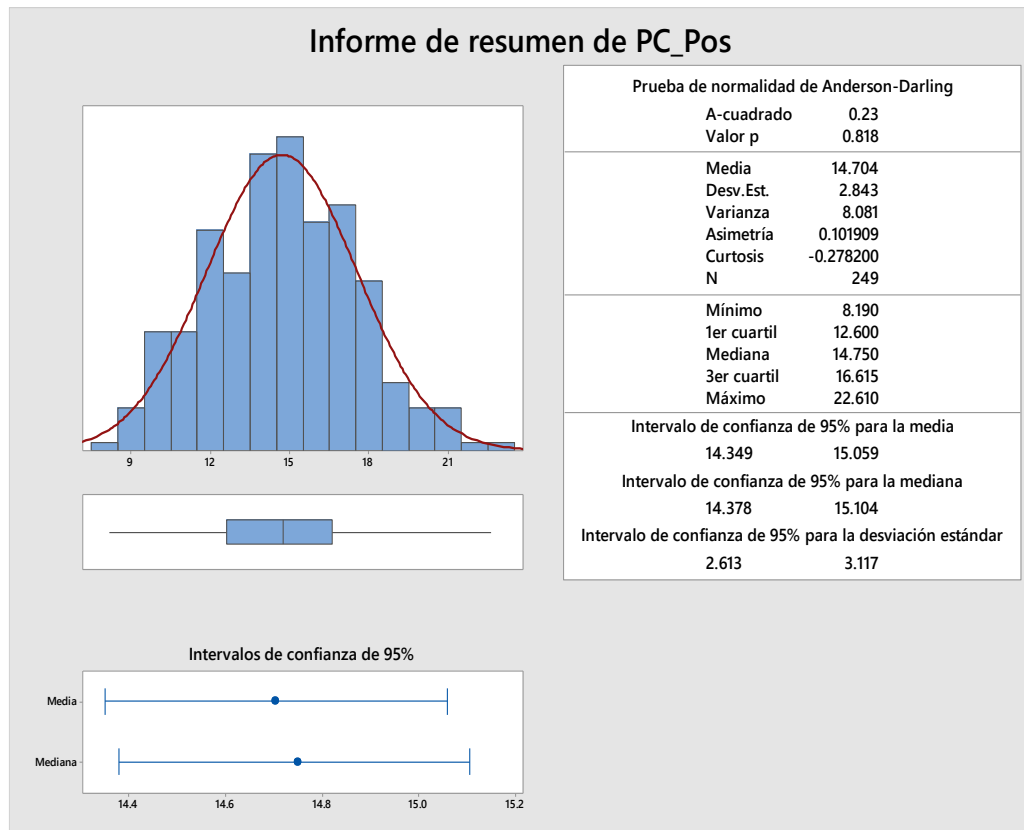 Informe de resumen de PC_Pos
9 12 15 18 21
Prueba de normalidad de Anderson-Darling
A-cuadrado 0.23
Valor p 0.818
Media 14.704
Desv.Est. 2.843
Varianza 8.081
Asimetría 0.101909
Curtosis -0.278200
N 249
Mínimo 8.190
1er cuartil 12.600
Mediana 14.750
3er cuartil 16.615
Máximo 22.610
Intervalo de confianza de 95% para la media
14.349 15.059
Intervalo de confianza de 95% para la mediana
14.378 15.104
Intervalo de confianza de 95% para la desviación estándar
2.613 3.117
Intervalos de confianza de 95%
Media
Mediana
14.4 14.6 14.8 15.0 15.2